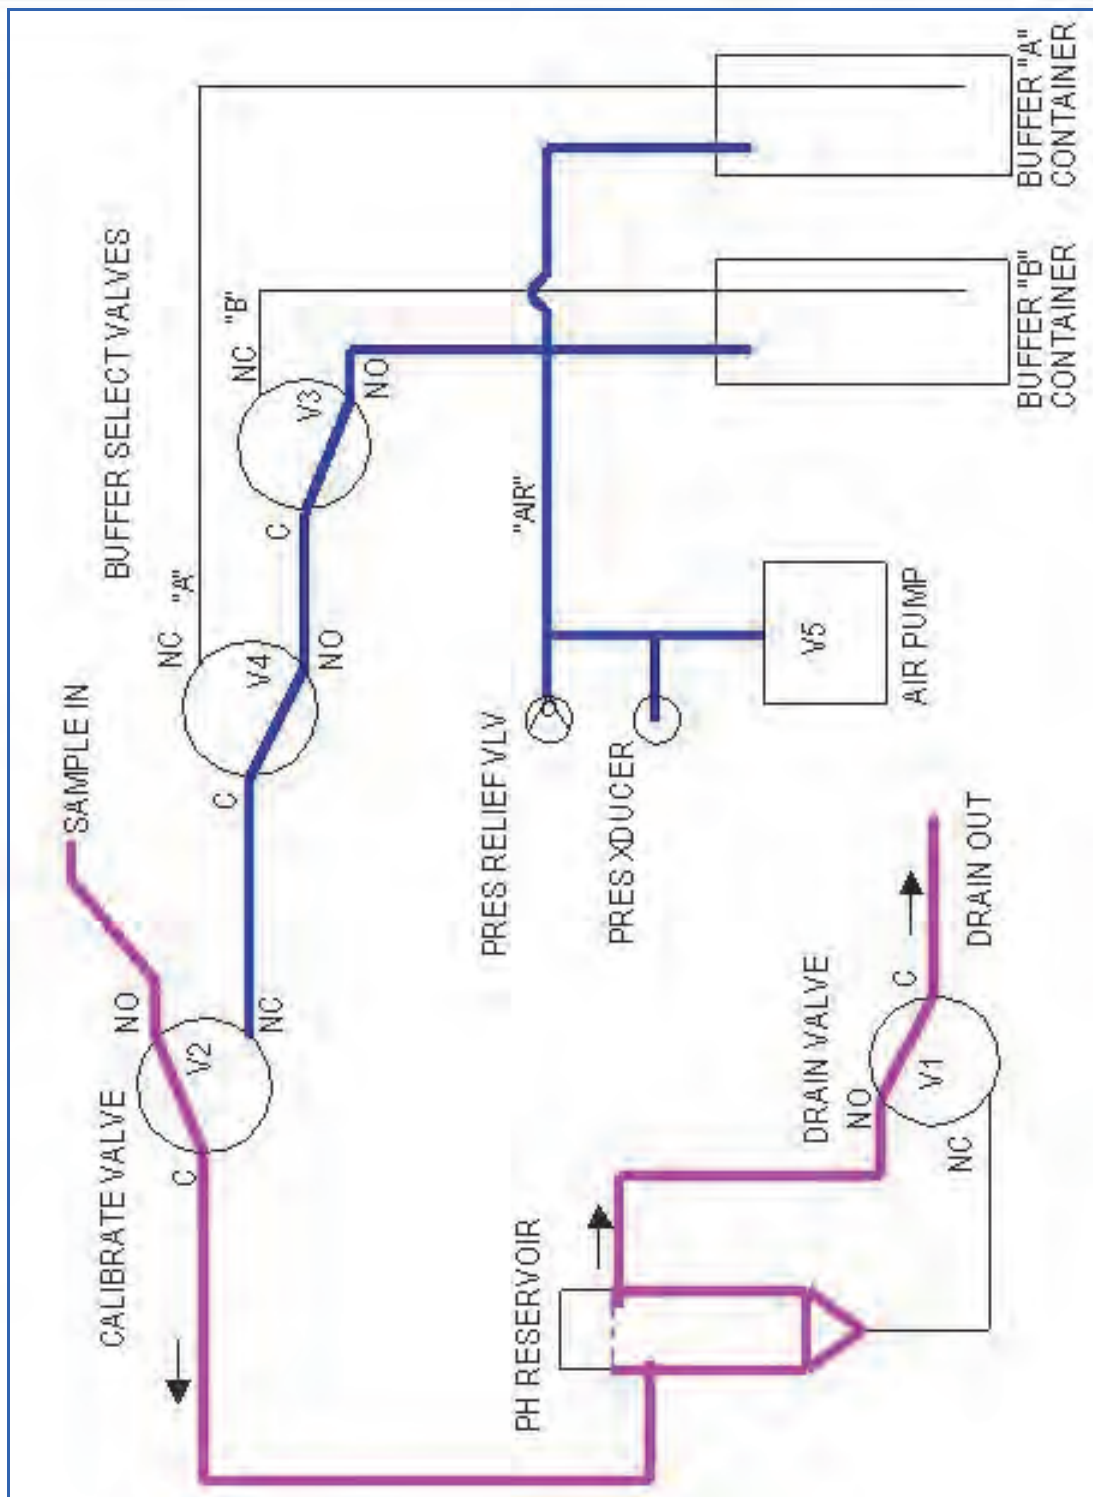 SAMPLE IN
CALIBRATE VALVE
NO
V2
C
NC
BUFFER SELECT VALVES
NC "A"
V4
C
NO
NC "B"
V3
C
NO
"AIR"
PRES RELIEF VLV
PRES XDUCER
V5
AIR PUMP
BUFFER "A"
CONTAINER
BUFFER "B"
CONTAINER
PH RESERVOIR
DRAIN VALVE
NO
C
V1
NC
DRAIN OUT